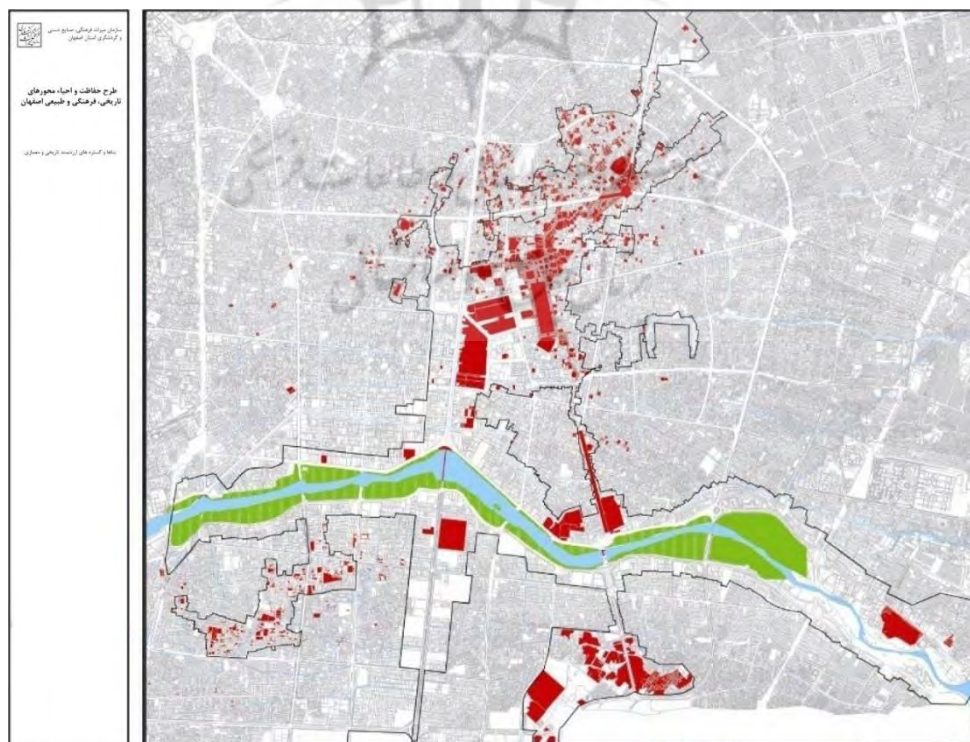 سازمان میراث فرهنگی، صنایع دستی
و گردشگری استان اصفهان
طرح حفاظت و احیاء محورهای
تاریخی، فرهنگی و طبیعی اصفهان
بناها و گستره های ارزشمند تاریخی و معماری